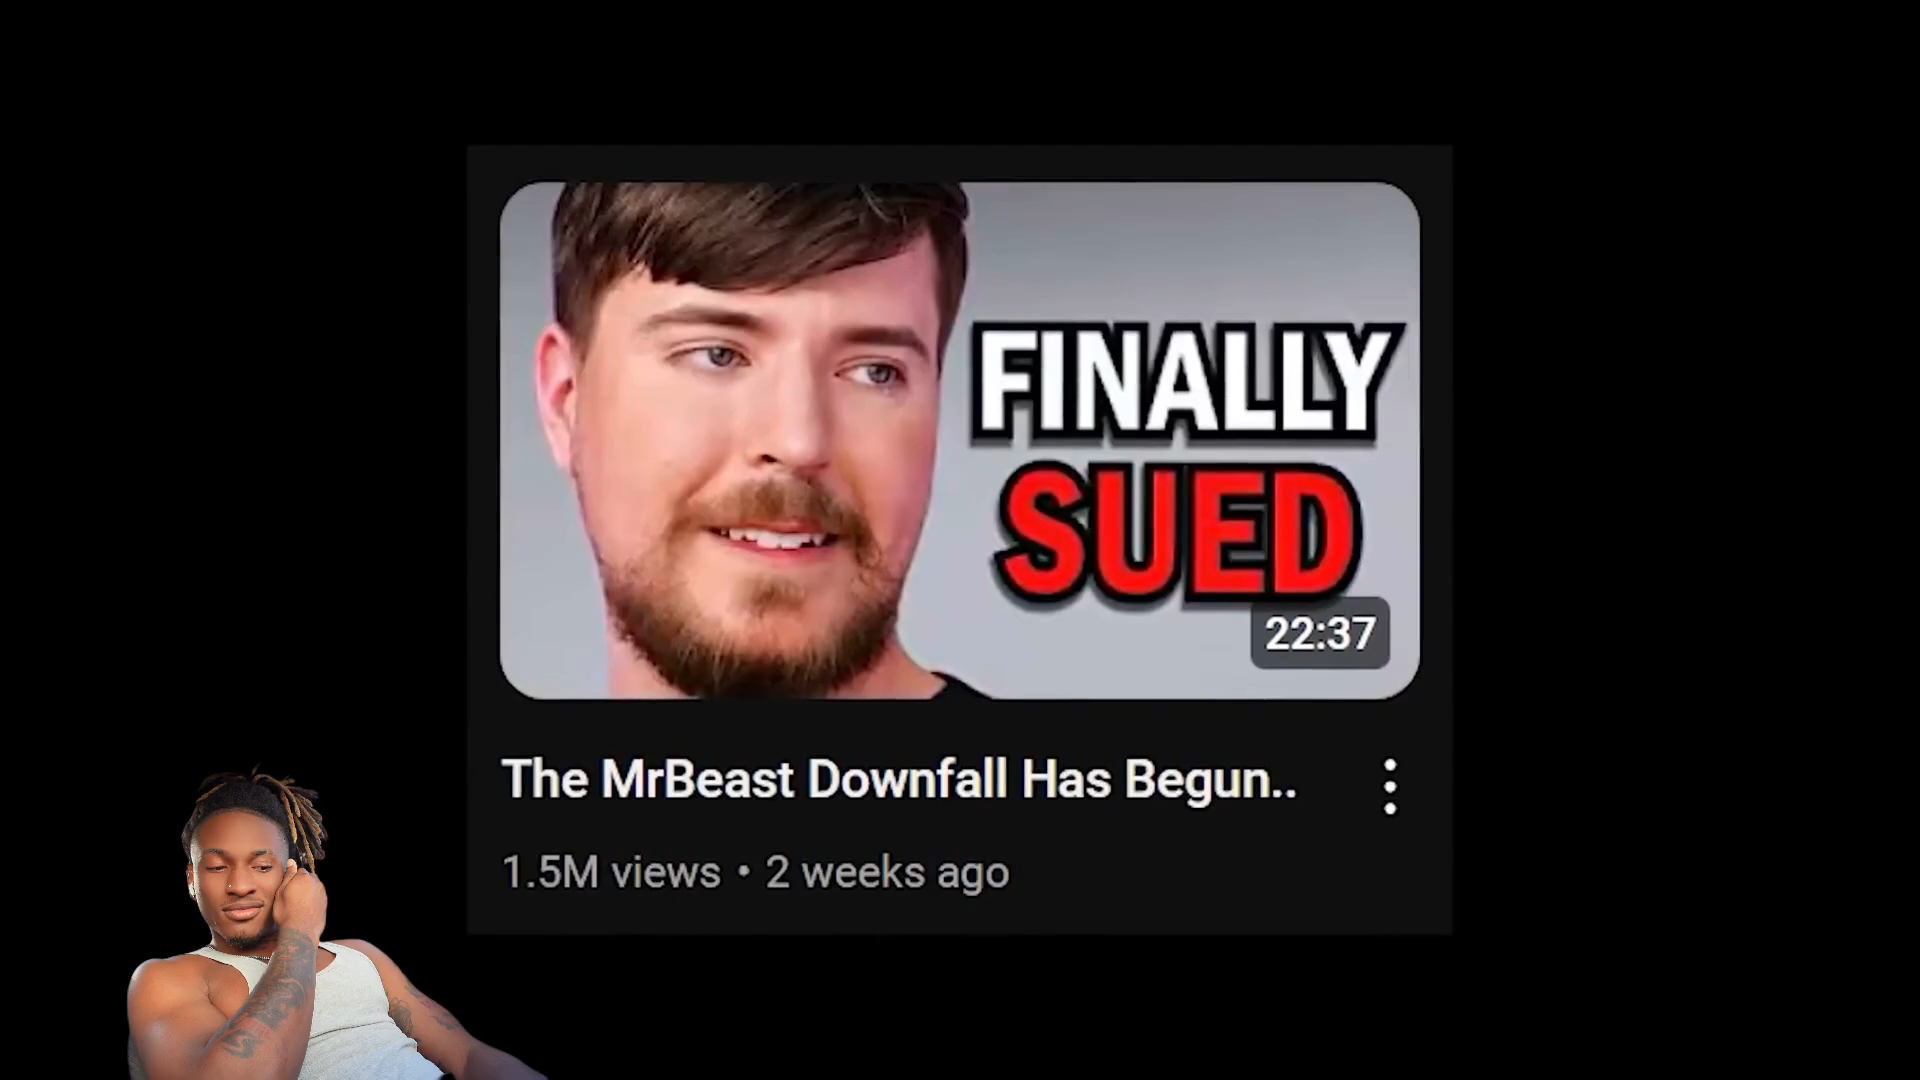 FINALLY
SUED
22:37
The MrBeast Downfall Has Begun..
1.5M views • 2 weeks ago